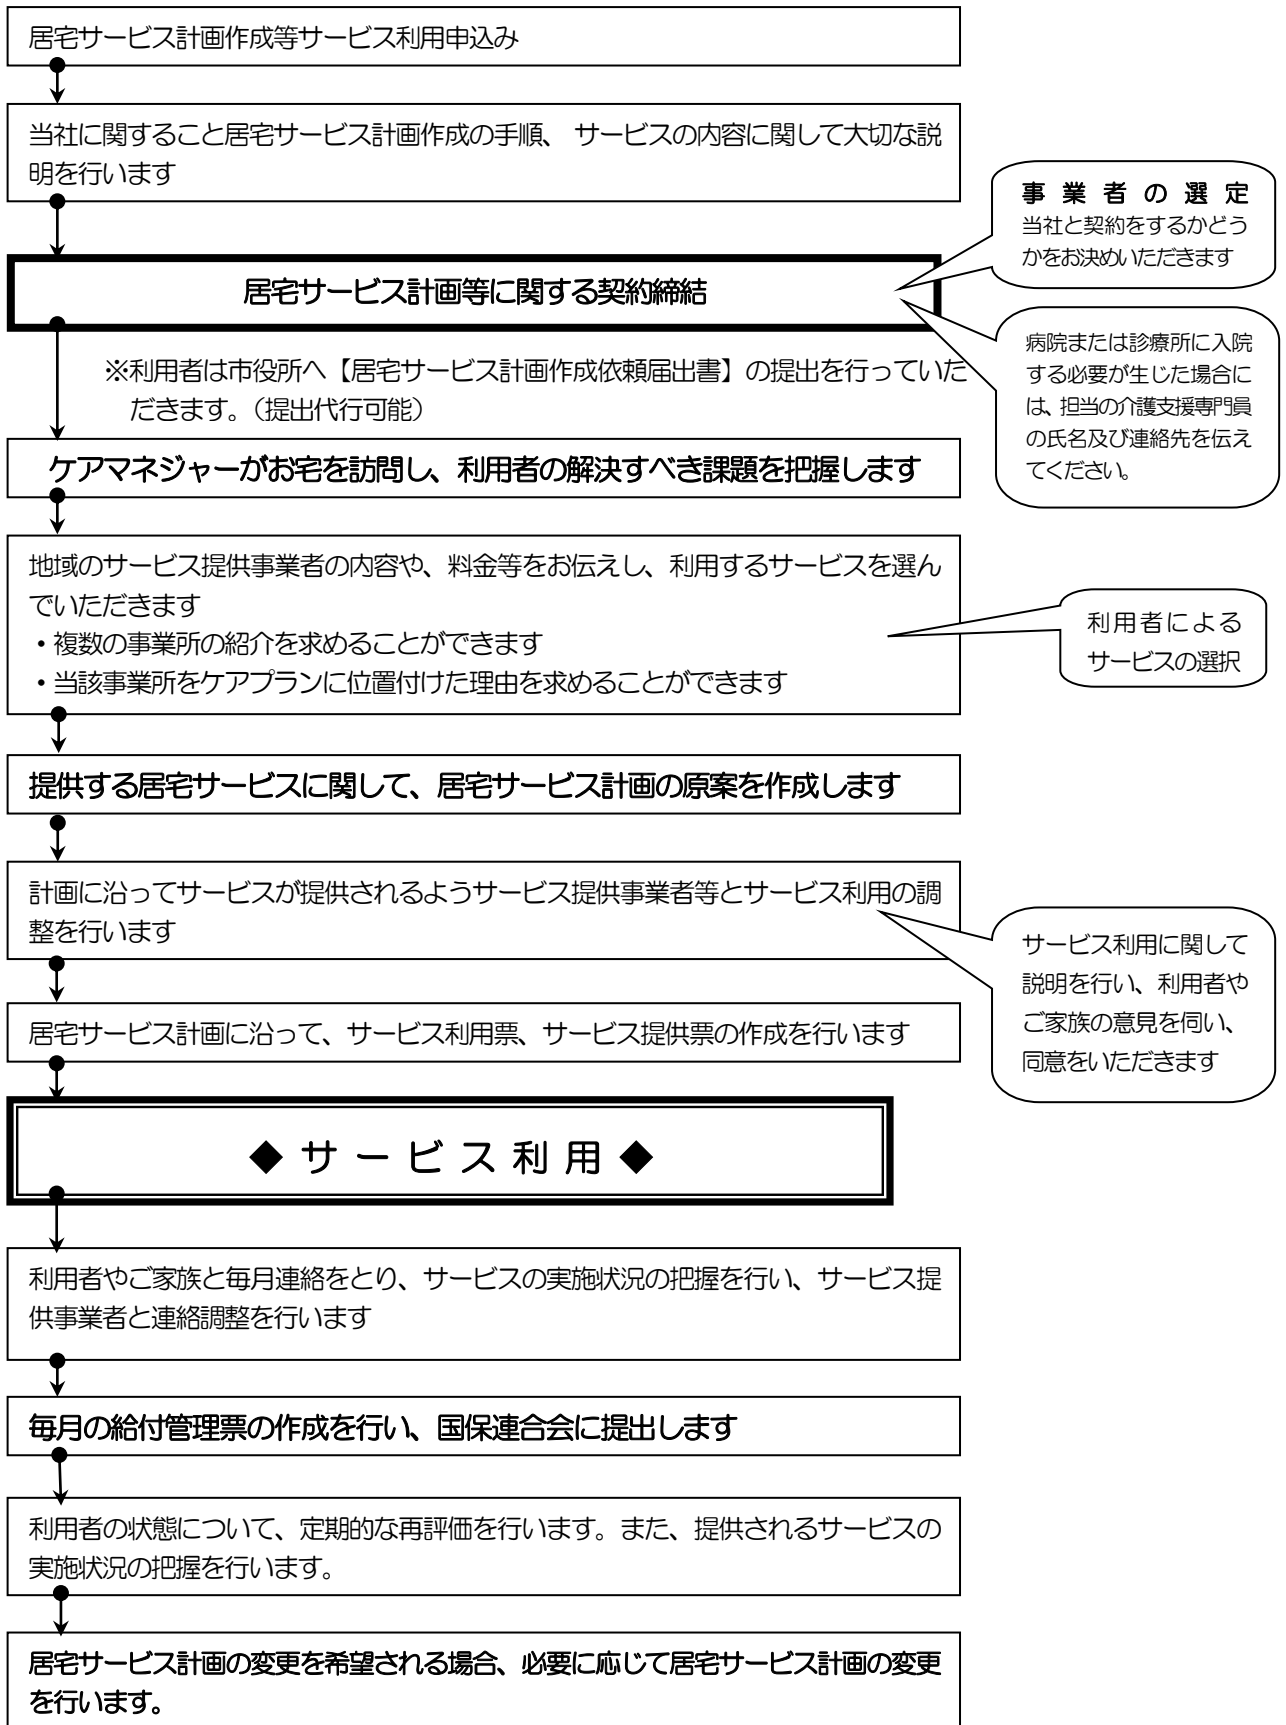 居宅サービス計画作成等サービス利用申込み
当社に関すること居宅サービス計画作成の手順、 サービスの内容に関して大切な説
明を行います
事業者の選定
当社と契約をするかどう
かをお決めいただきます
居宅サービス計画等に関する契約締結
病院または診療所に入院
する必要が生じた場合に
は、担当の介護支援専門員
の氏名及び連絡先を伝え
てください。
※利用者は市役所へ【居宅サービス計画作成依頼届出書】の提出を行っていた
だきます。（提出代行可能）
ケアマネジャーがお宅を訪問し、利用者の解決すべき課題を把握します
地域のサービス提供事業者の内容や、料金等をお伝えし、利用するサービスを選ん
でいただきます
・複数の事業所の紹介を求めることができます
・当該事業所をケアプランに位置付けた理由を求めることができます
利用者による
サービスの選択
提供する居宅サービスに関して、居宅サービス計画の原案を作成します
計画に沿ってサービスが提供されるようサービス提供事業者等とサービス利用の調
整を行います
サービス利用に関して
説明を行い、利用者や
ご家族の意見を伺い、
同意をいただきます
居宅サービス計画に沿って、サービス利用票、サービス提供票の作成を行います
◆サービス利用◆
利用者やご家族と毎月連絡をとり、サービスの実施状況の把握を行い、サービス提
供事業者と連絡調整を行います
毎月の給付管理票の作成を行い、国保連合会に提出します
利用者の状態について、定期的な再評価を行います。また、提供されるサービスの
実施状況の把握を行います。
居宅サービス計画の変更を希望される場合、必要に応じて居宅サービス計画の変更
を行います。